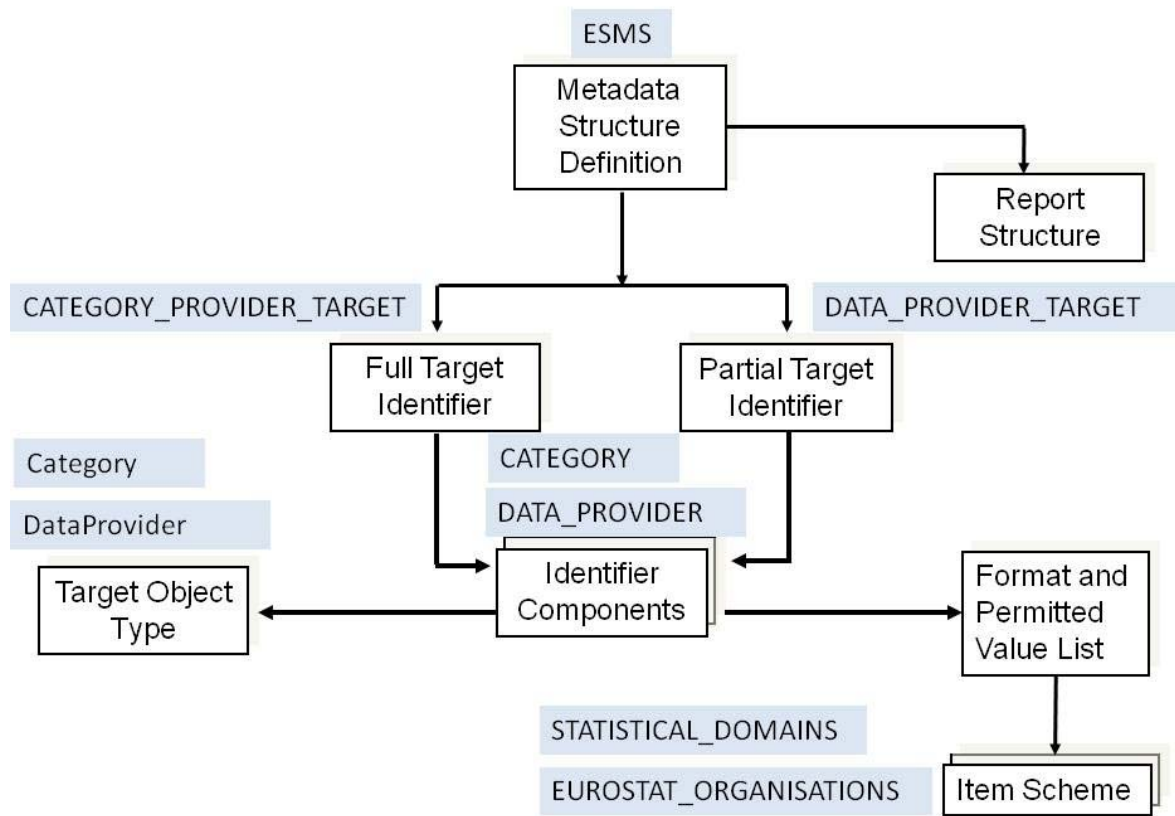 ESMS
Metadata
Structure
Definition
Report
Structure
CATEGORY_PROVIDER_TARGET
DATA_PROVIDER_TARGET
Full Target
Identifier
Partial Target
Identifier
Category
DataProvider
CATEGORY
DATA_PROVIDER
Target Object
Type
Identifier
Components
Format and
Permitted
Value List
STATISTICAL_DOMAINS
EUROSTAT_ORGANISATIONS
Item Scheme